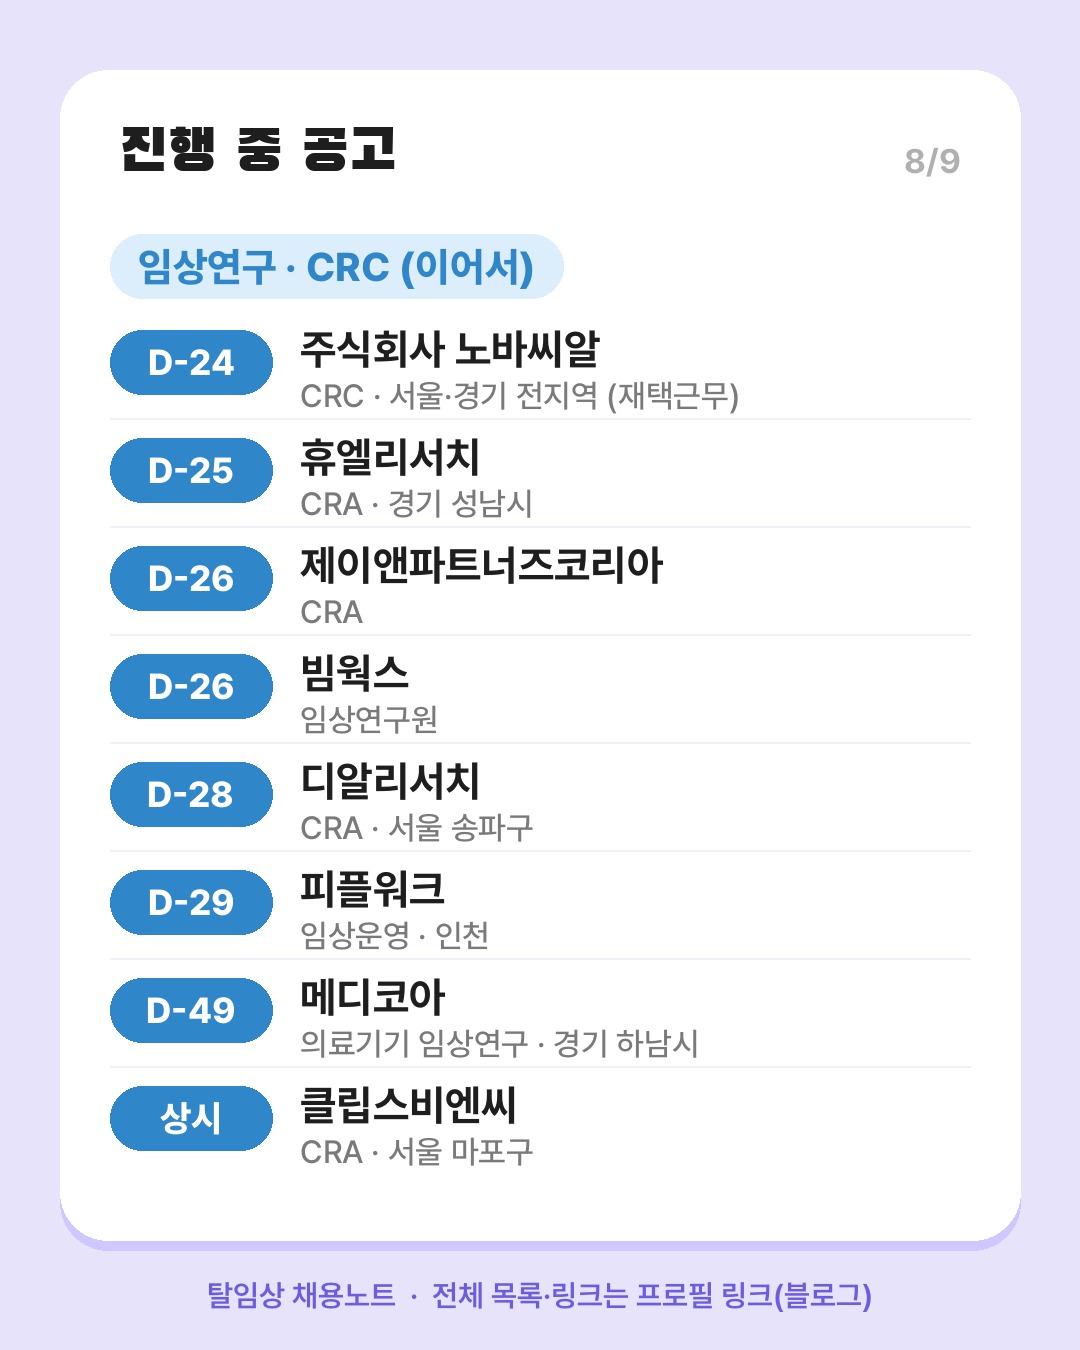 진행 중 공고
8/9
임상연구 · CRC (이어서)
D-24
주식회사 노바씨알
CRC · 서울·경기 전지역 (재택근무)
D-25
휴엘리서치
CRA · 경기 성남시
D-26
제이앤파트너즈코리아
CRA
D-26
빔웍스
임상연구원
D-28
디알리서치
CRA · 서울 송파구
D-29
피플워크
임상운영 · 인천
D-49
메디코아
의료기기 임상연구 · 경기 하남시
상시
클립스비엔씨
CRA · 서울 마포구
탈임상 채용노트 · 전체 목록·링크는 프로필 링크(블로그)